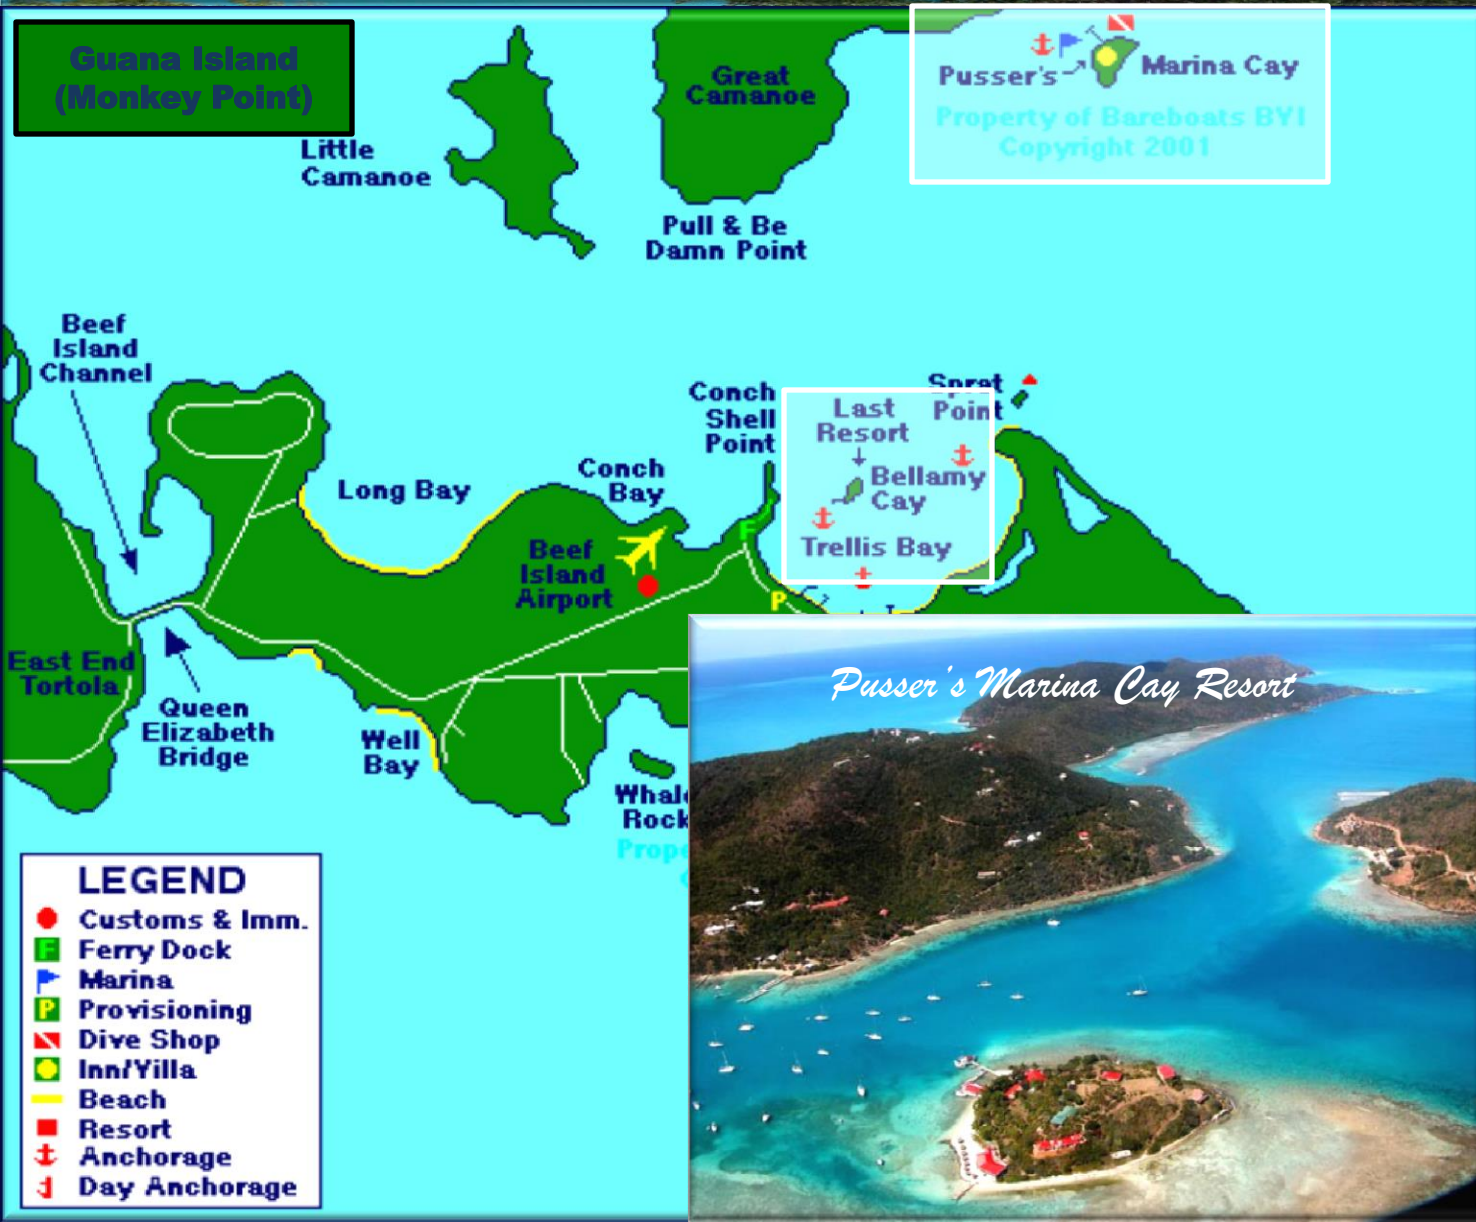 Guana Island
(Monkey Point)
Little
Camanoe
Great
Camanoe
Pull & Be
Damn Point
Pusser's
Marina Cay
Property of Bareboats BVI
Copyright 2001
Beef
Island
Channel
Long Bay
Conch
Bay
Conch
Shell
Point
Last
Resort
Sprat
Point
Bellamy
Cay
Trellis Bay
Beef
Island
Airport
F
P
East End
Tortola
Queen
Elizabeth
Bridge
Well
Bay
Whale
Rock
Prope
LEGEND
Customs & Imm.
F Ferry Dock
Marina
P Provisioning
Dive Shop
Inn/Villa
Beach
Resort
Anchorage
Day Anchorage
Pusser's Marina Cay Resort